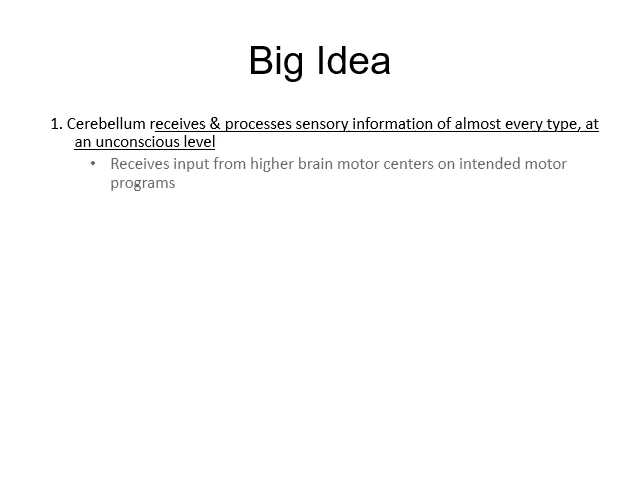 Big Idea
1. Cerebellum receives & processes sensory information of almost every type, at
an unconscious level
• Receives input from higher brain motor centers on intended motor
programs